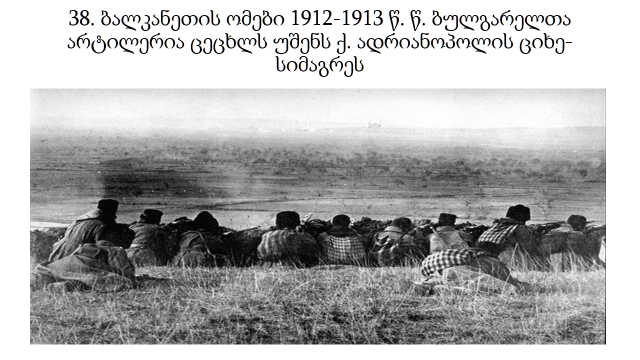 38. ბალკანეთის ომები 1912-1913 წ. წ. ბულგარელთა
არტილერია ცეცხლს უშენს ქ. ადრიანოპოლის ციხე-
სიმაგრეს